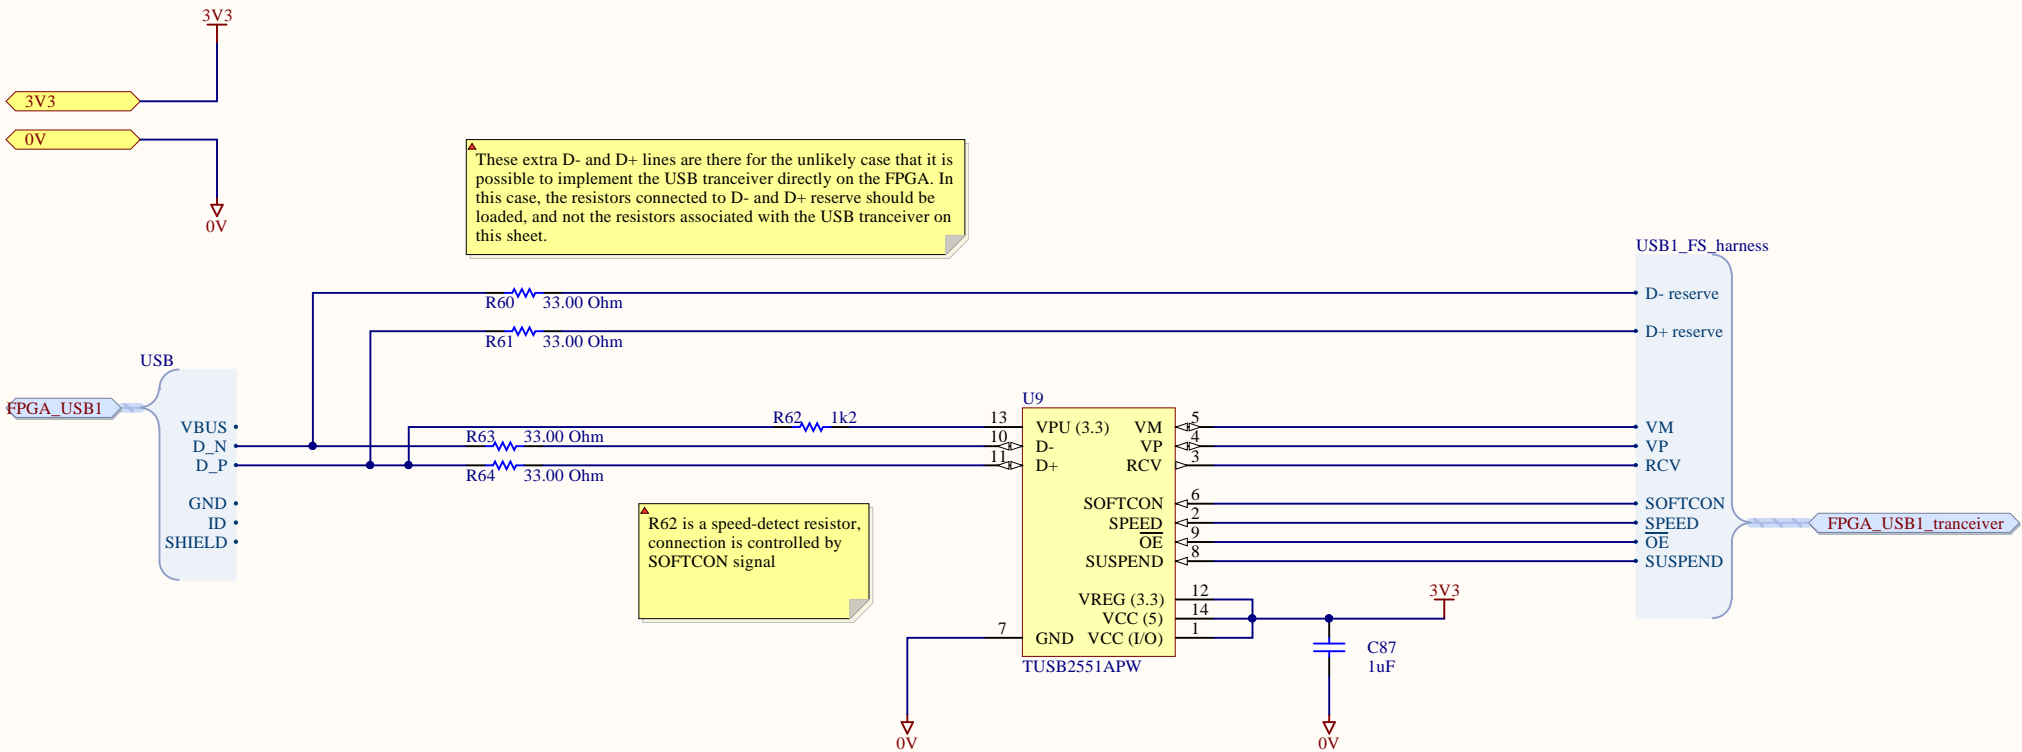 3V3
3V3
0V
0V
These extra D- and D+ lines are there for the unlikely case that it is
possible to implement the USB tranceiver directly on the FPGA. In
this case, the resistors connected to D- and D+ reserve should be
loaded, and not the resistors associated with the USB tranceiver on
this sheet.
USB1_FS_harness
R60 33.00 Ohm
D- reserve
R61 33.00 Ohm
D+ reserve
USB
FPGA_USB1
VBUS
D_N
D_P
GND
ID
SHIELD
R62 1k2
R63 33.00 Ohm
R64 33.00 Ohm
U9
13 VPU (3.3) VM 5
10 D- VP 4
11 D+ RCV 3
SOFTCON 6
SPEED 2
OE 9
SUSPEND 8
VREG (3.3) 12
VCC (5) 14
7 GND VCC (I/O) 1
TUSB2551APW
VM
VP
RCV
SOFTCON
SPEED
OE
SUSPEND
FPGA_USB1_tranceiver
R62 is a speed-detect resistor,
connection is controlled by
SOFTCON signal
3V3
C87
1uF
0V
0V